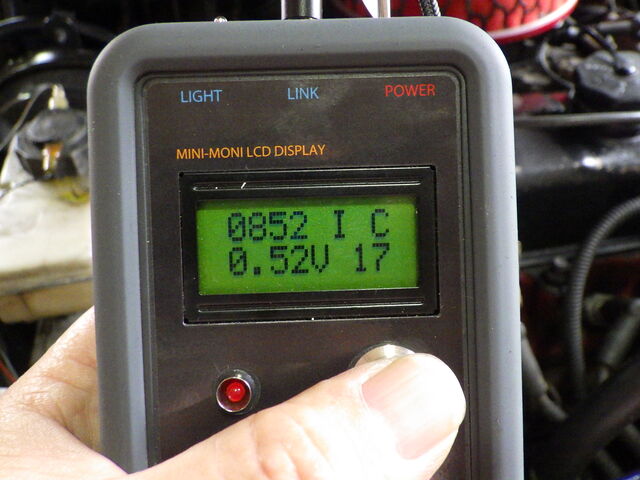 LIGHT LINK POWER
MINI-MONI LCD DISPLAY
0852 I C
0.52V 17